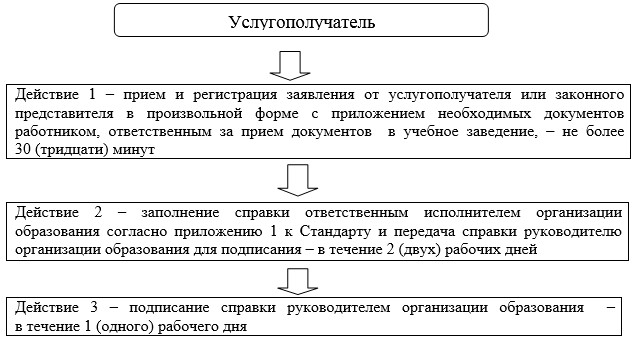 Услугополучатель
Действие 1 – прием и регистрация заявления от услугополучателя или законного
представителя в произвольной форме с приложением необходимых документов
работником, ответственным за прием документов в учебное заведение, – не более
30 (тридцати) минут
Действие 2 – заполнение справки ответственным исполнителем организации
образования согласно приложению 1 к Стандарту и передача справки руководителю
организации образования для подписания – в течение 2 (двух) рабочих дней
Действие 3 – подписание справки руководителем организации образования –
в течение 1 (одного) рабочего дня